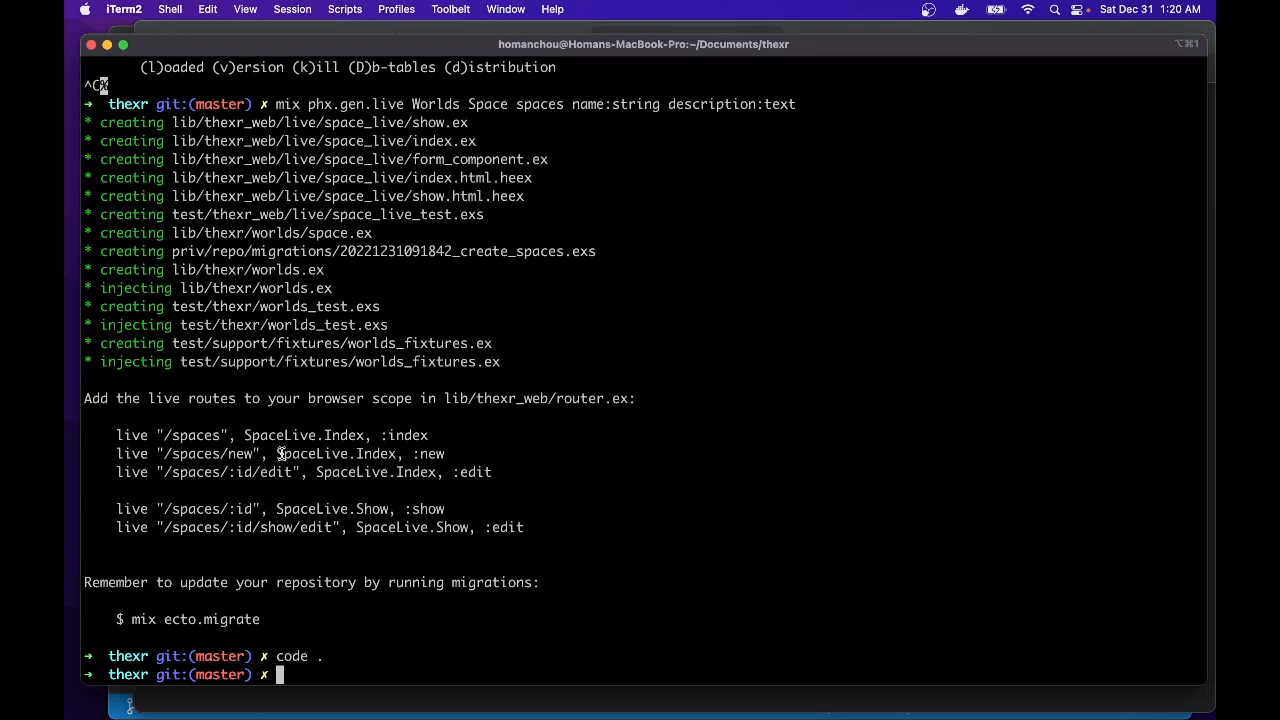 iTerm2 Shell Edit View Session Scripts Profiles Toolbelt Window Help Sat Dec 31 1:20 AM
homanchou@Homans-MacBook-Pro:~/Documents/thexr ⌥⌘1
(l)oaded (v)ersion (k)ill (D)b-tables (d)istribution
^C%
→ thexr git:(master) ✗ mix phx.gen.live Worlds Space spaces name:string description:text
* creating lib/thexr_web/live/space_live/show.ex
* creating lib/thexr_web/live/space_live/index.ex
* creating lib/thexr_web/live/space_live/form_component.ex
* creating lib/thexr_web/live/space_live/index.html.heex
* creating lib/thexr_web/live/space_live/show.html.heex
* creating test/thexr_web/live/space_live_test.exs
* creating lib/thexr/worlds/space.ex
* creating priv/repo/migrations/20221231091842_create_spaces.exs
* creating lib/thexr/worlds.ex
* injecting lib/thexr/worlds.ex
* creating test/thexr/worlds_test.exs
* injecting test/thexr/worlds_test.exs
* creating test/support/fixtures/worlds_fixtures.ex
* injecting test/support/fixtures/worlds_fixtures.ex
Add the live routes to your browser scope in lib/thexr_web/router.ex:
live "/spaces", SpaceLive.Index, :index
live "/spaces/new", SpaceLive.Index, :new
live "/spaces/:id/edit", SpaceLive.Index, :edit
live "/spaces/:id", SpaceLive.Show, :show
live "/spaces/:id/show/edit", SpaceLive.Show, :edit
Remember to update your repository by running migrations:
$ mix ecto.migrate
→ thexr git:(master) ✗ code .
→ thexr git:(master) ✗